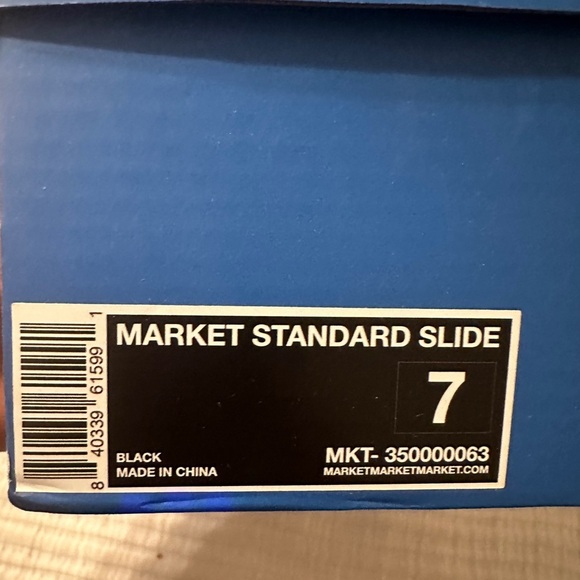 MARKET STANDARD SLIDE
7
BLACK
MADE IN CHINA
MKT- 350000063
MARKETMARKETMARKET.COM
8 40339 61599 1